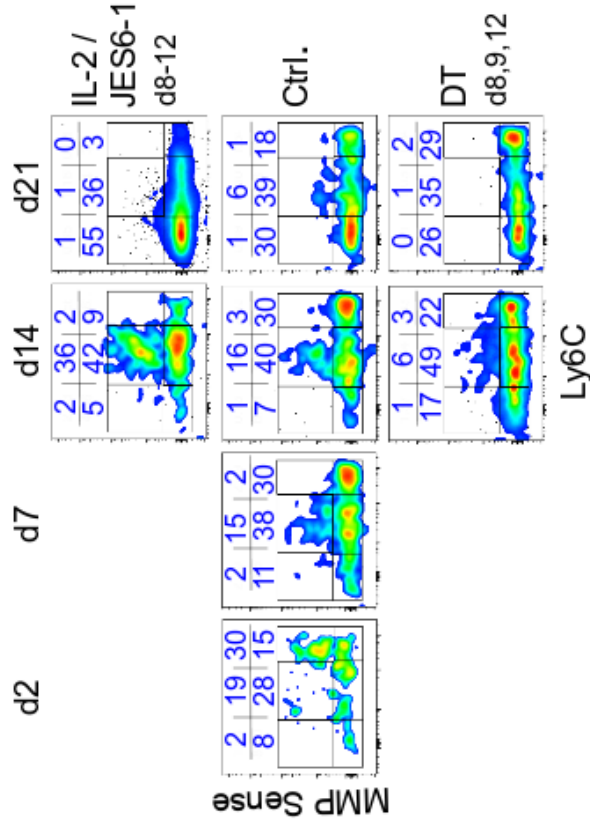 d2 d7 d14 d21
2 36 2 1 1 0
5 42 9 55 36 3
IL-2 /
JES6-1
d8-12
2 19 30 2 15 2 1 16 3 1 6 1
8 28 15 11 38 30 7 40 30 30 39 18
Ctrl.
MMP Sense
1 6 3 0 1 2
17 49 22 26 35 29
DT
d8,9,12
Ly6C